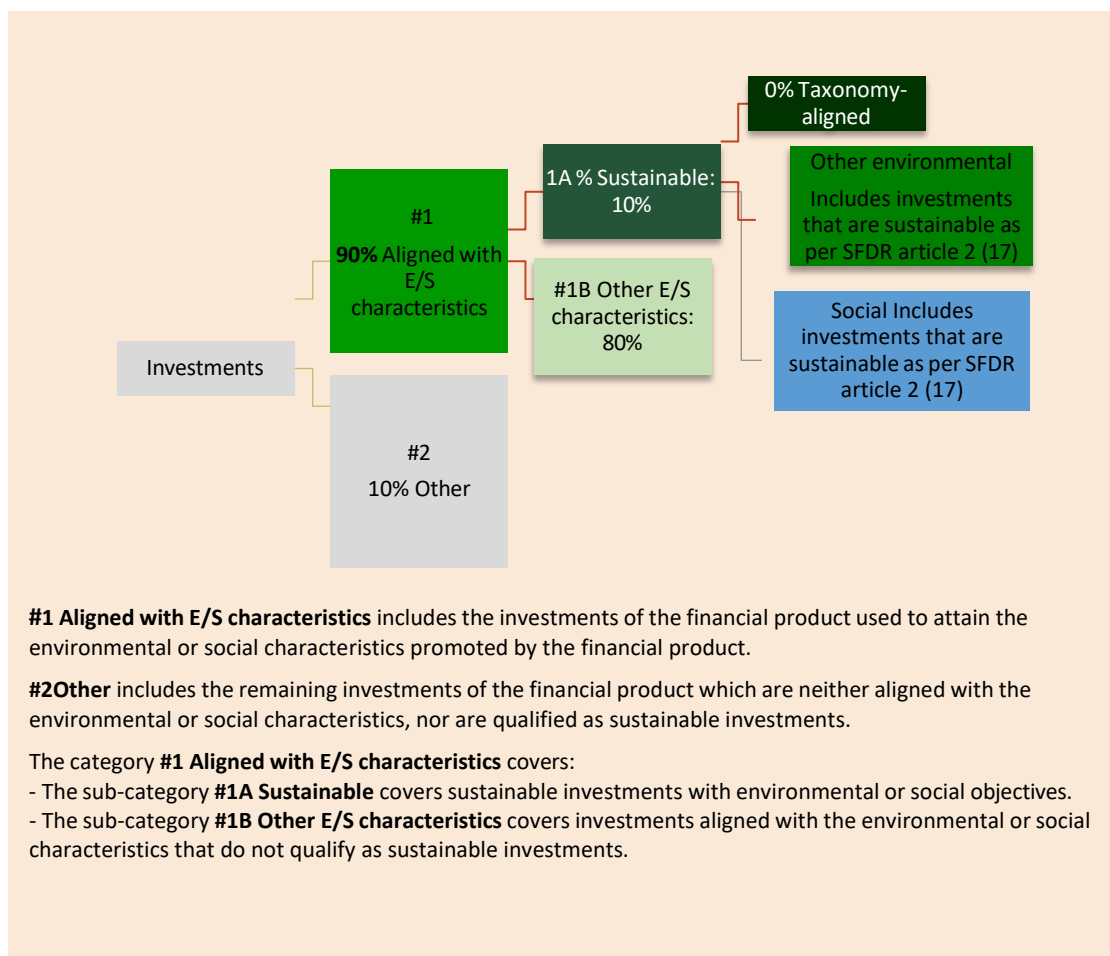 Investments
#1
90% Aligned with
E/S
characteristics
#2
10% Other
1A % Sustainable:
10%
#1B Other E/S
characteristics:
80%
0% Taxonomy-
aligned
Other environmental
Includes investments
that are sustainable as
per SFDR article 2 (17)
Social Includes
investments that are
sustainable as per SFDR
article 2 (17)
#1 Aligned with E/S characteristics includes the investments of the financial product used to attain the
environmental or social characteristics promoted by the financial product.
#2Other includes the remaining investments of the financial product which are neither aligned with the
environmental or social characteristics, nor are qualified as sustainable investments.
The category #1 Aligned with E/S characteristics covers:
- The sub-category #1A Sustainable covers sustainable investments with environmental or social objectives.
- The sub-category #1B Other E/S characteristics covers investments aligned with the environmental or social
characteristics that do not qualify as sustainable investments.